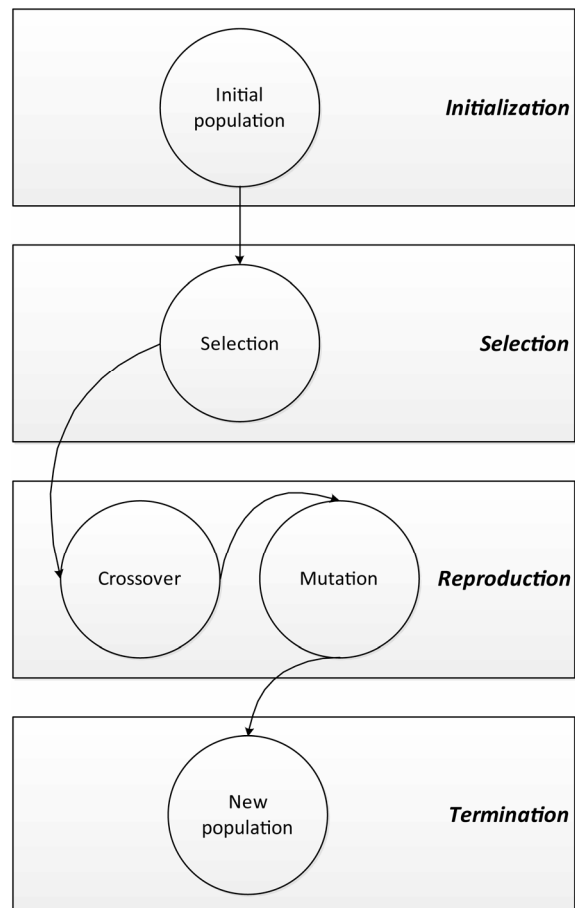 Initial
population
Initialization
Selection
Selection
Crossover
Mutation
Reproduction
New
population
Termination